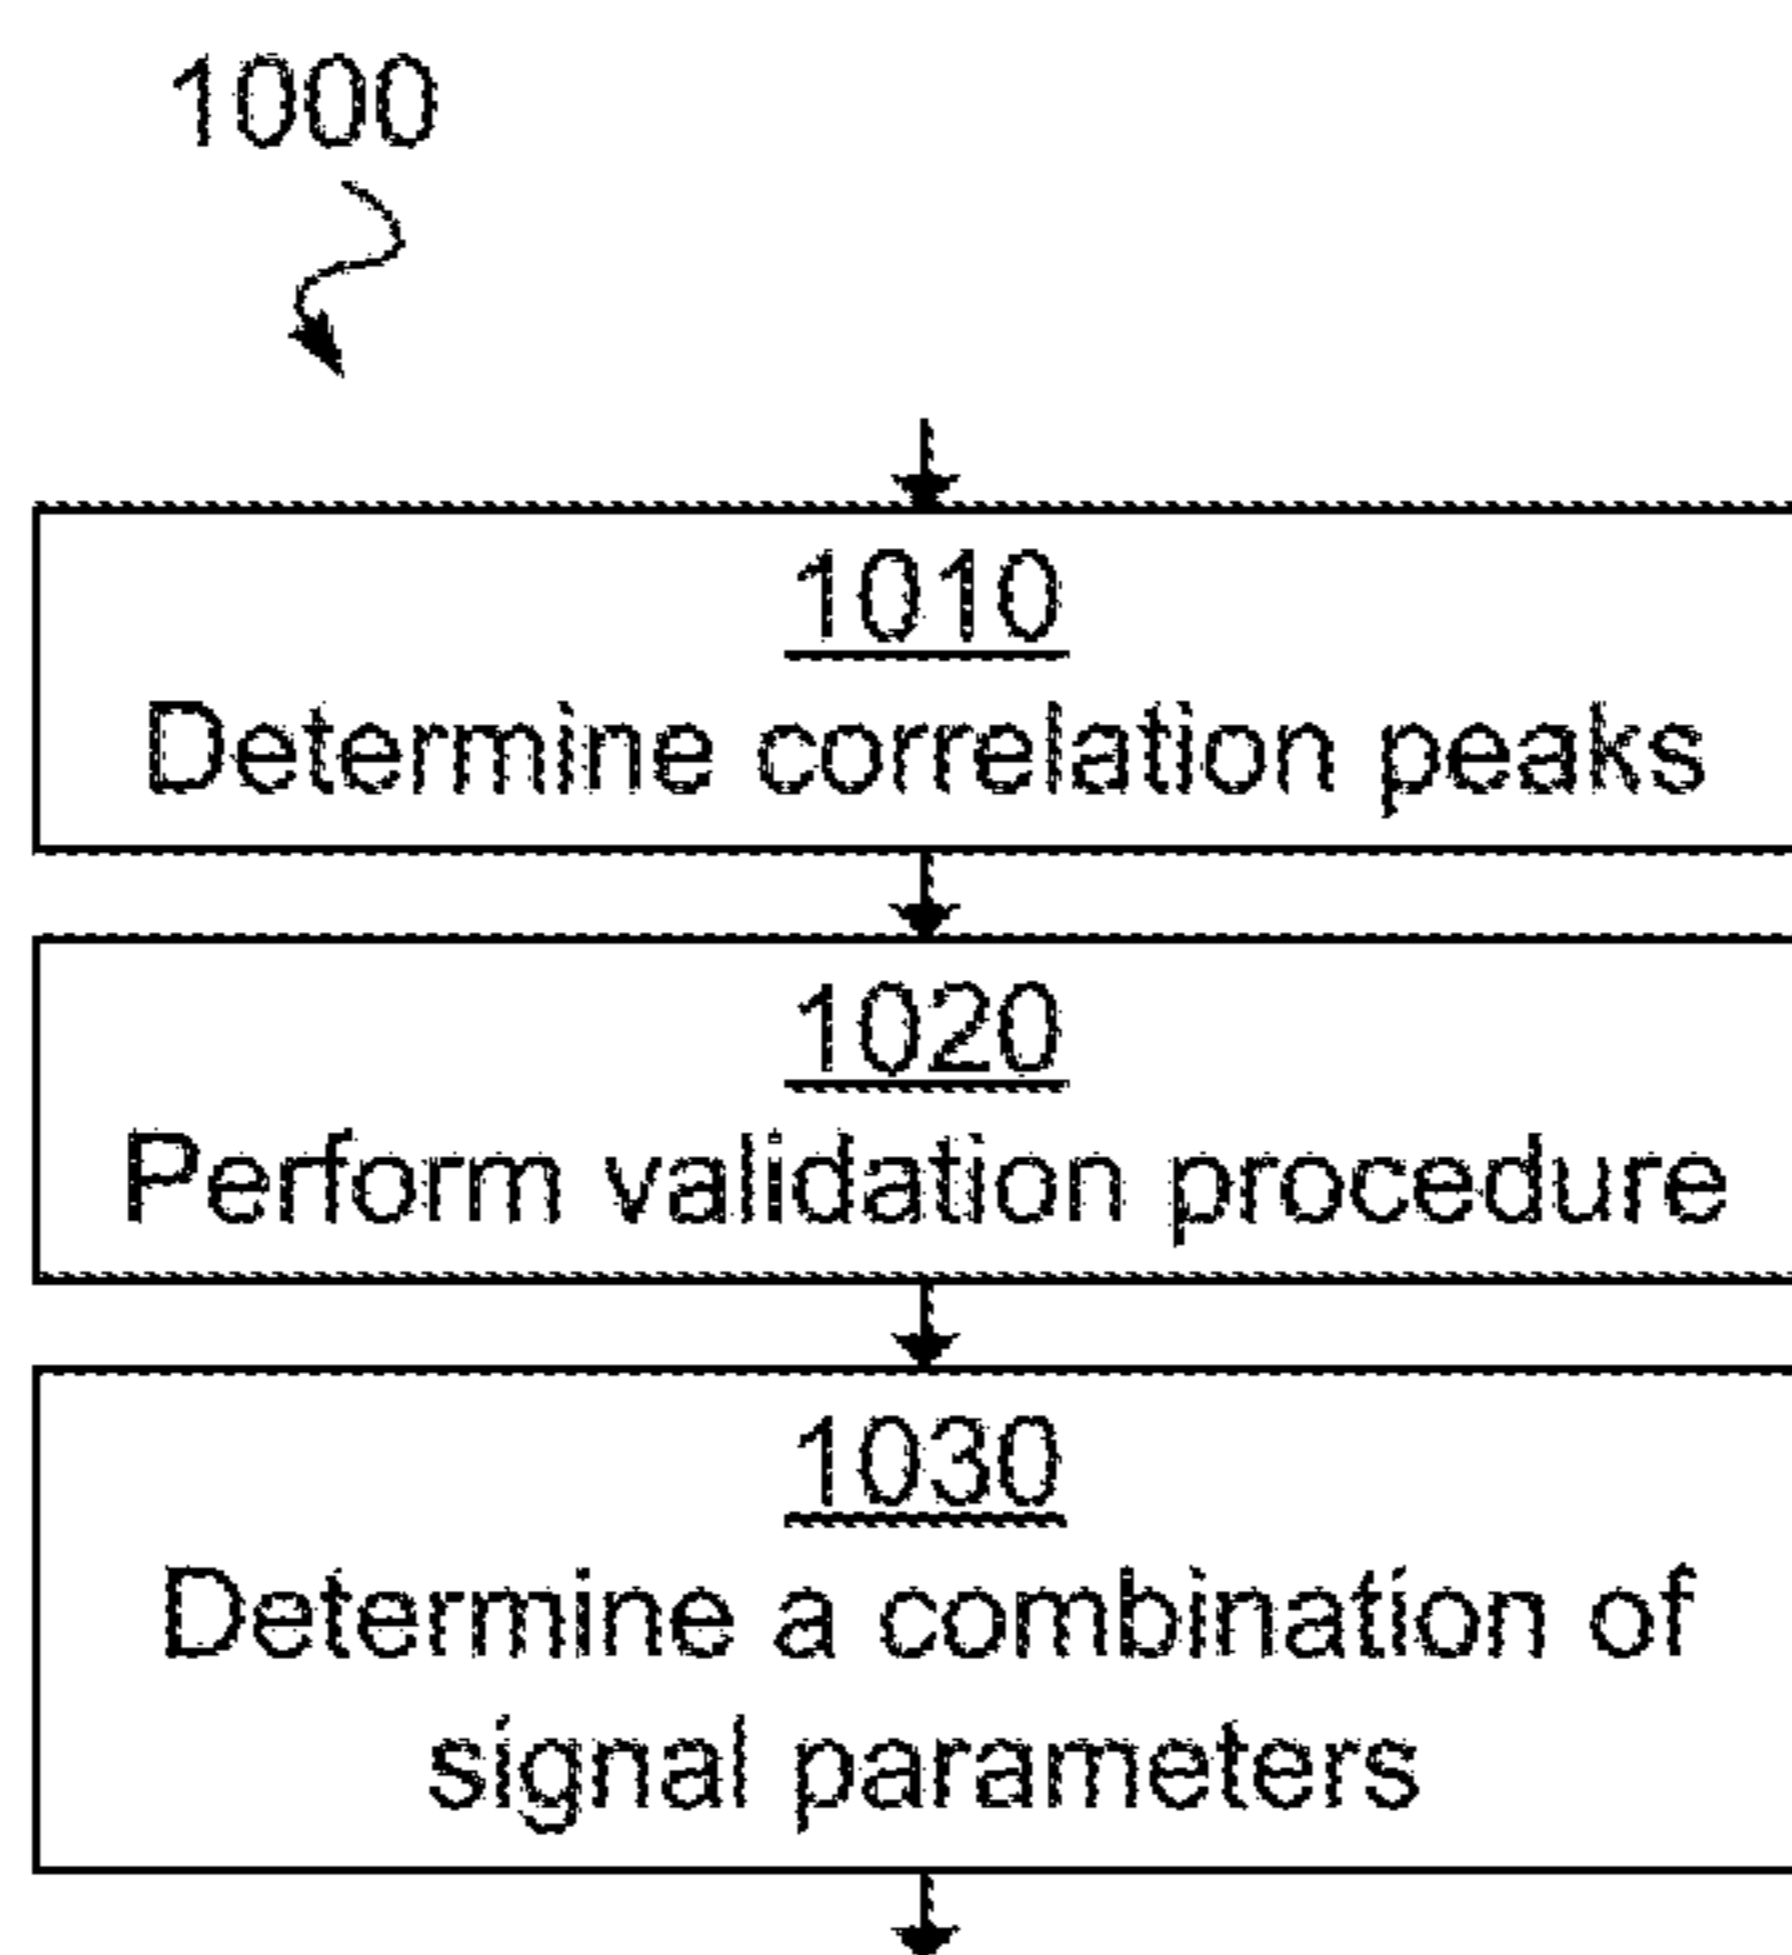 1000
1010
Determine correlation peaks
1020
Perform validation procedure
1030
Determine a combination of
signal parameters